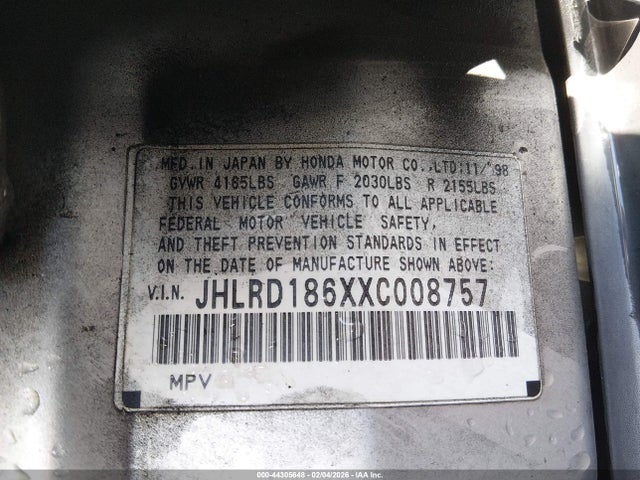 MFD. IN JAPAN BY HONDA MOTOR CO., LTD; 11/'98
GVWR 4165LBS GAWR F 2030LBS R 2155LBS
THIS VEHICLE CONFORMS TO ALL APPLICABLE
FEDERAL MOTOR VEHICLE SAFETY,
AND THEFT PREVENTION STANDARDS IN EFFECT
ON THE DATE OF MANUFACTURE SHOWN ABOVE:
V.I.N. JHLRD186XXC008757
MPV
000-44305648 - 02/04/2026 - IAA Inc.